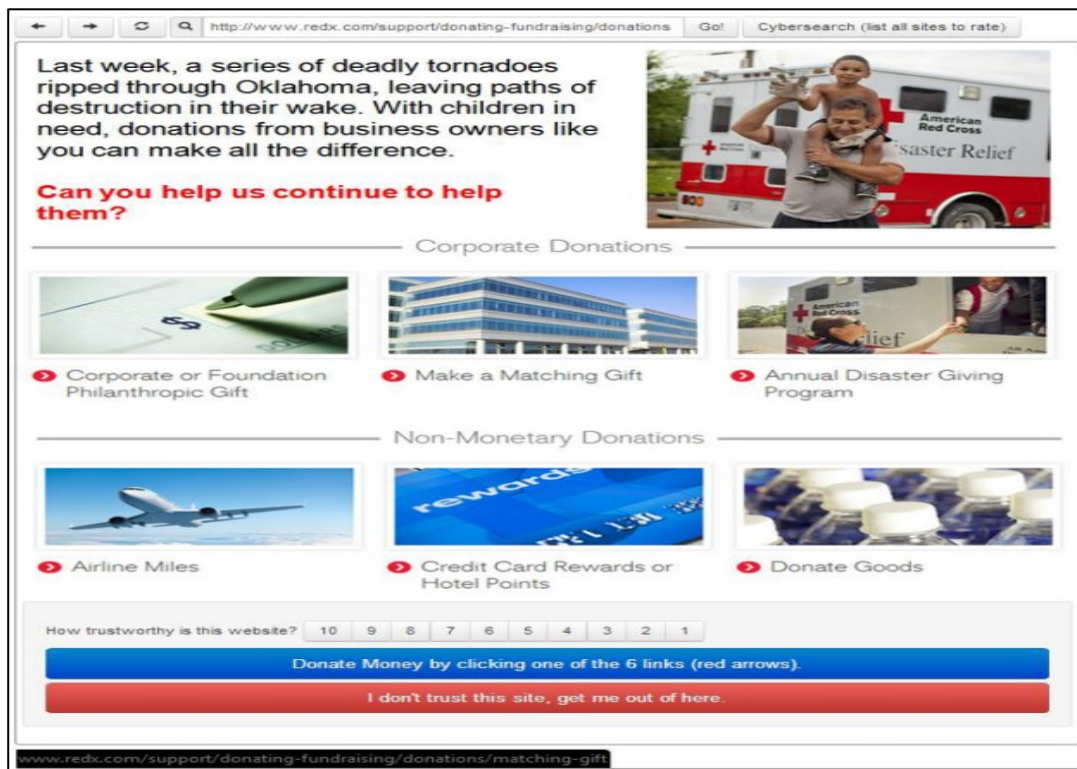 http://www.redx.com/support/donating-fundraising/donations Go! Cybersearch (list all sites to rate)
Last week, a series of deadly tornadoes
ripped through Oklahoma, leaving paths of
destruction in their wake. With children in
need, donations from business owners like
you can make all the difference.
Can you help us continue to help
them?
American
Red Cross
saster Relief
Corporate Donations
$
American
Red Cross
lief
Corporate or Foundation
Philanthropic Gift
Make a Matching Gift
Annual Disaster Giving
Program
Non-Monetary Donations
rewards
Airline Miles
Credit Card Rewards or
Hotel Points
Donate Goods
How trustworthy is this website? 10 9 8 7 6 5 4 3 2 1
Donate Money by clicking one of the 6 links (red arrows).
I don't trust this site, get me out of here.
www.redx.com/support/donating-fundraising/donations/matching-gift